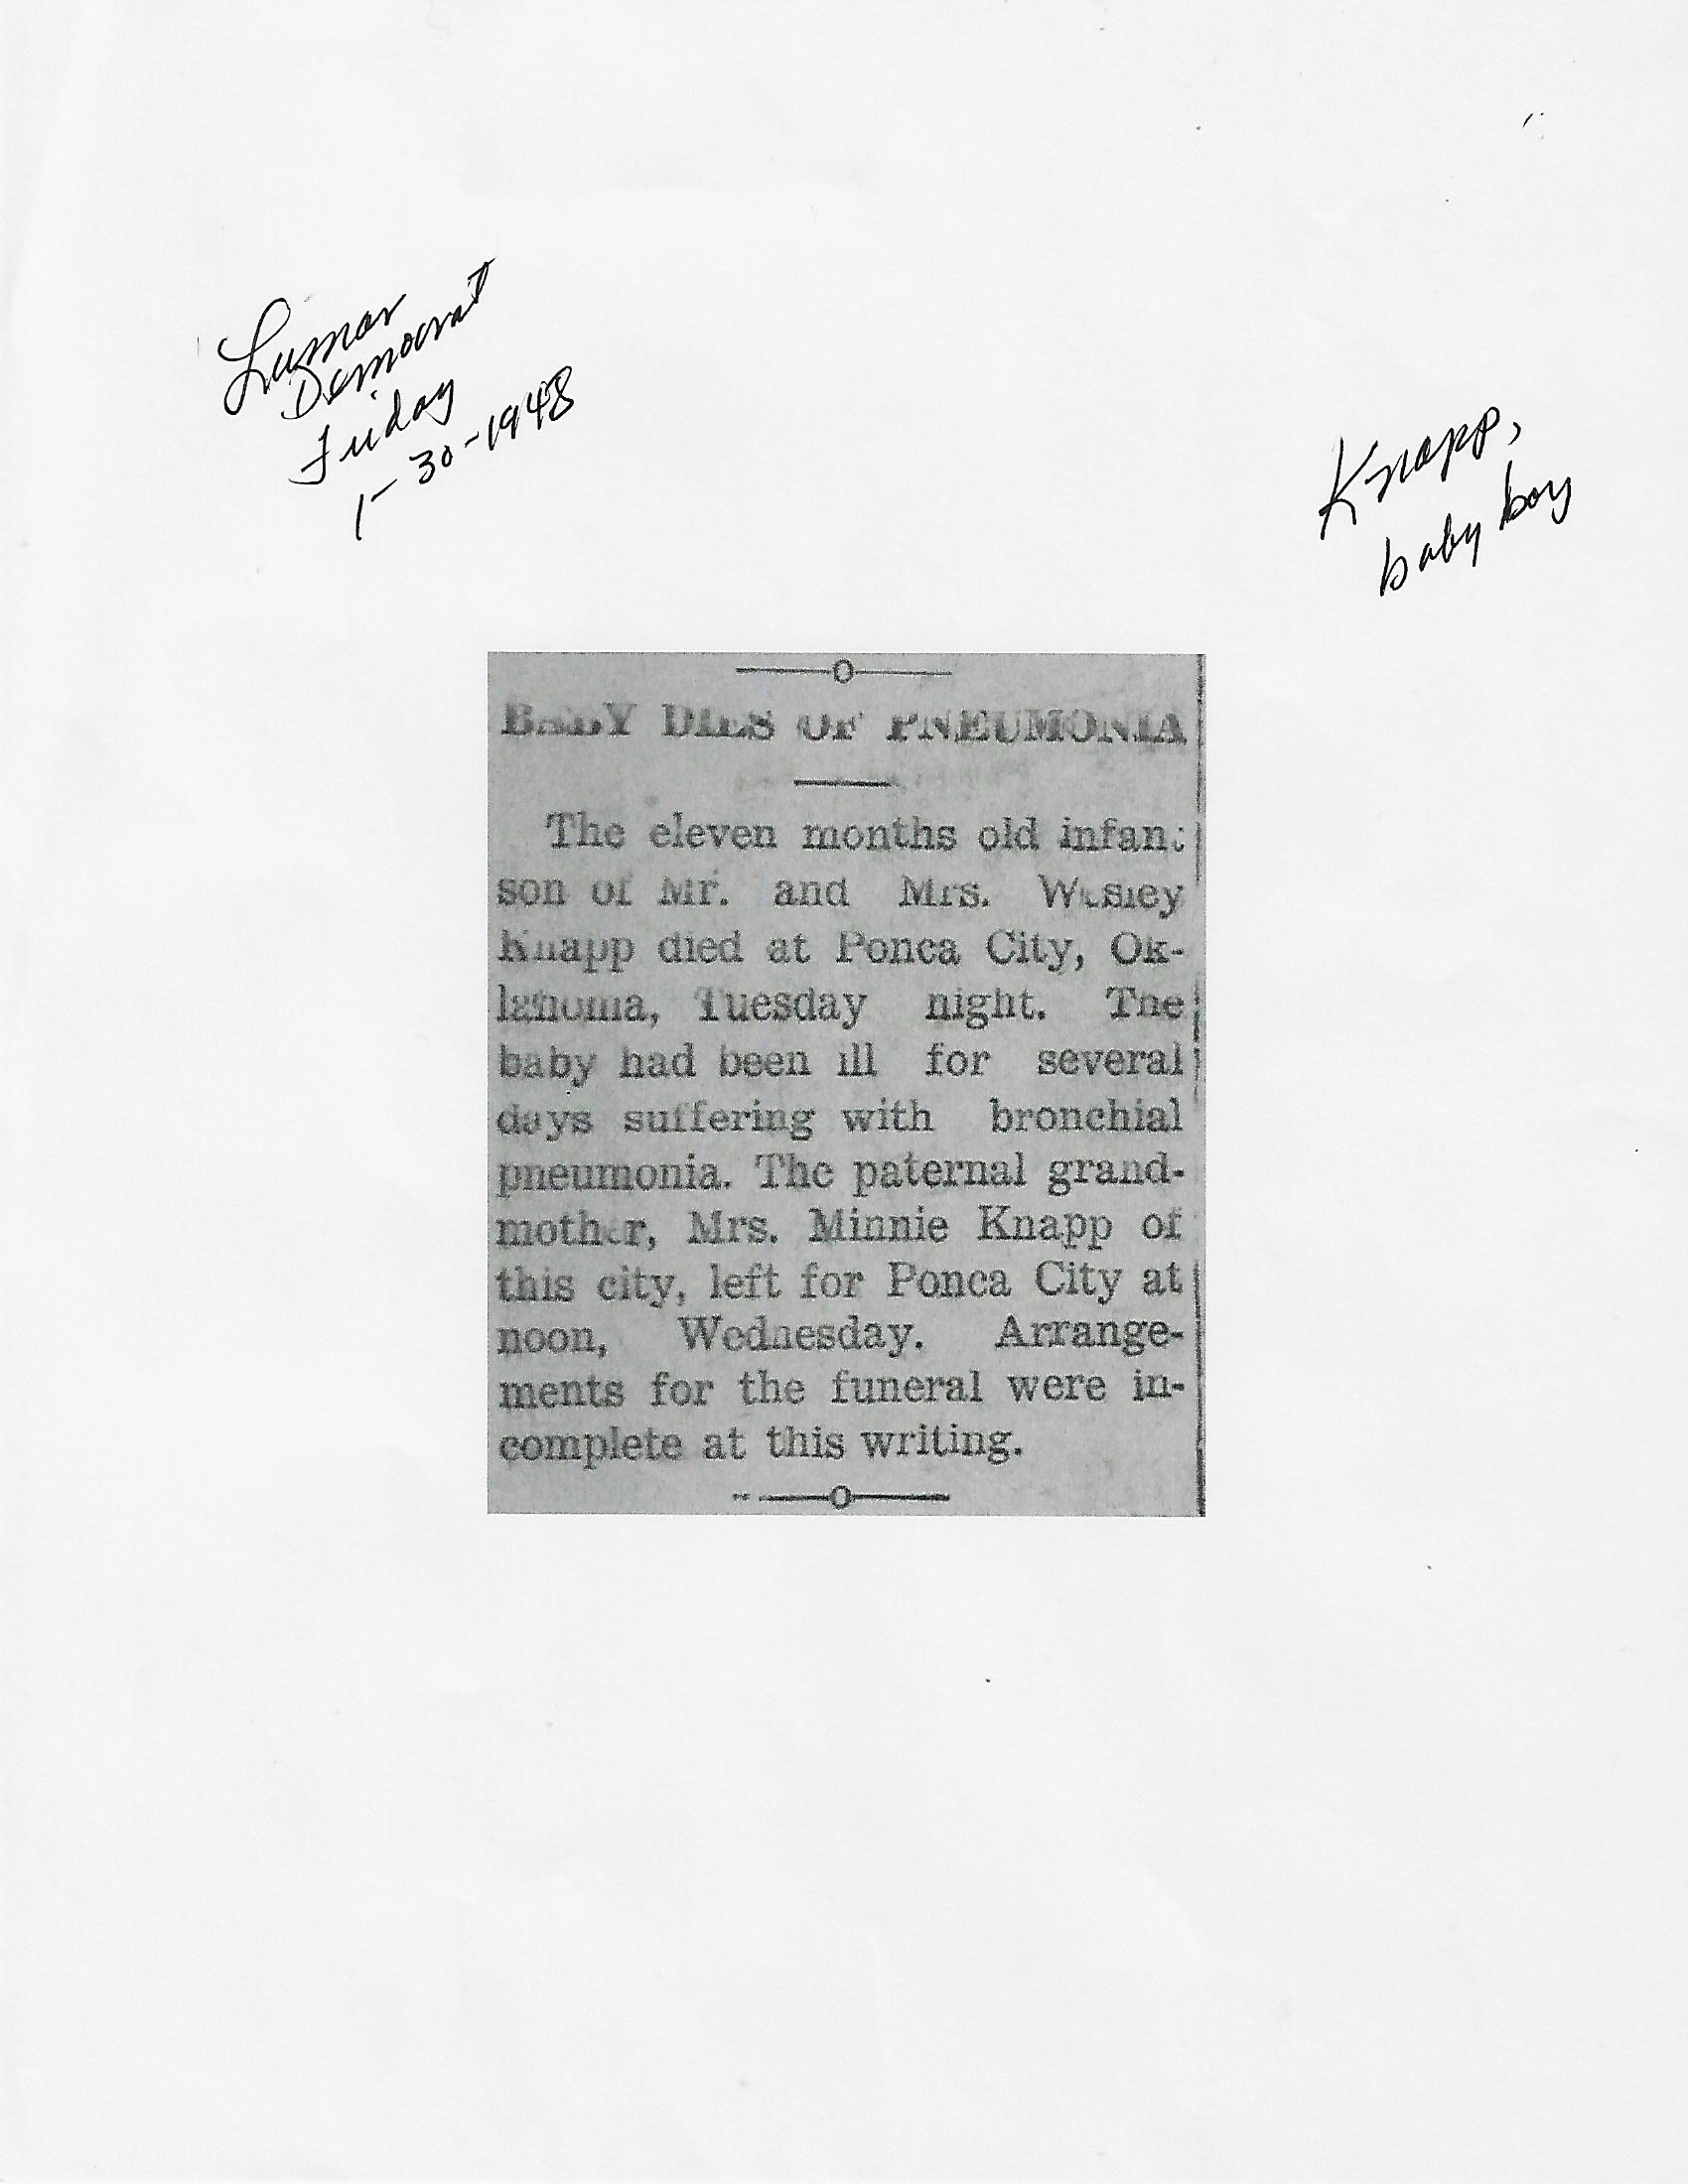 Lamar
Democrat
Friday
1-30-1948
Knapp,
baby boy
BABY DIES OF PNEUMONIA
The eleven months old infant
son of Mr. and Mrs. Wesley
Knapp died at Ponca City, Ok-
lahoma, Tuesday night. The
baby had been ill for several
days suffering with bronchial
pneumonia. The paternal grand-
mother, Mrs. Minnie Knapp of
this city, left for Ponca City at
noon, Wednesday. Arrange-
ments for the funeral were in-
complete at this writing.